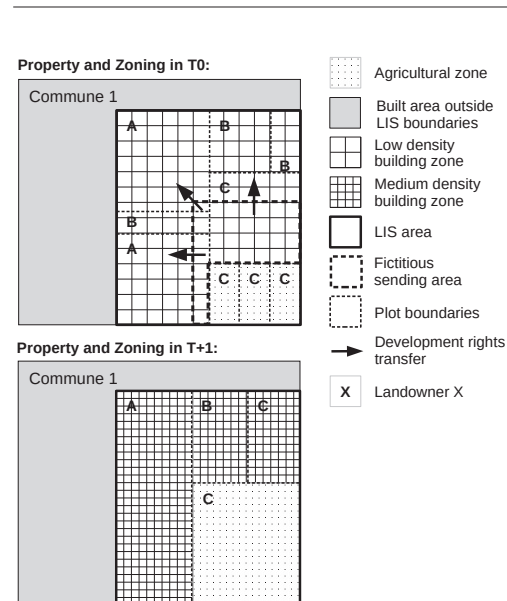 Property and Zoning in T0:
Commune 1
A
B
B
C
B
A
C
C
C
Agricultural zone
Built area outside
LIS boundaries
Low density
building zone
Medium density
building zone
LIS area
Fictitious
sending area
Plot boundaries
Development rights
transfer
X
Landowner X
Property and Zoning in T+1:
Commune 1
A
B
C
C